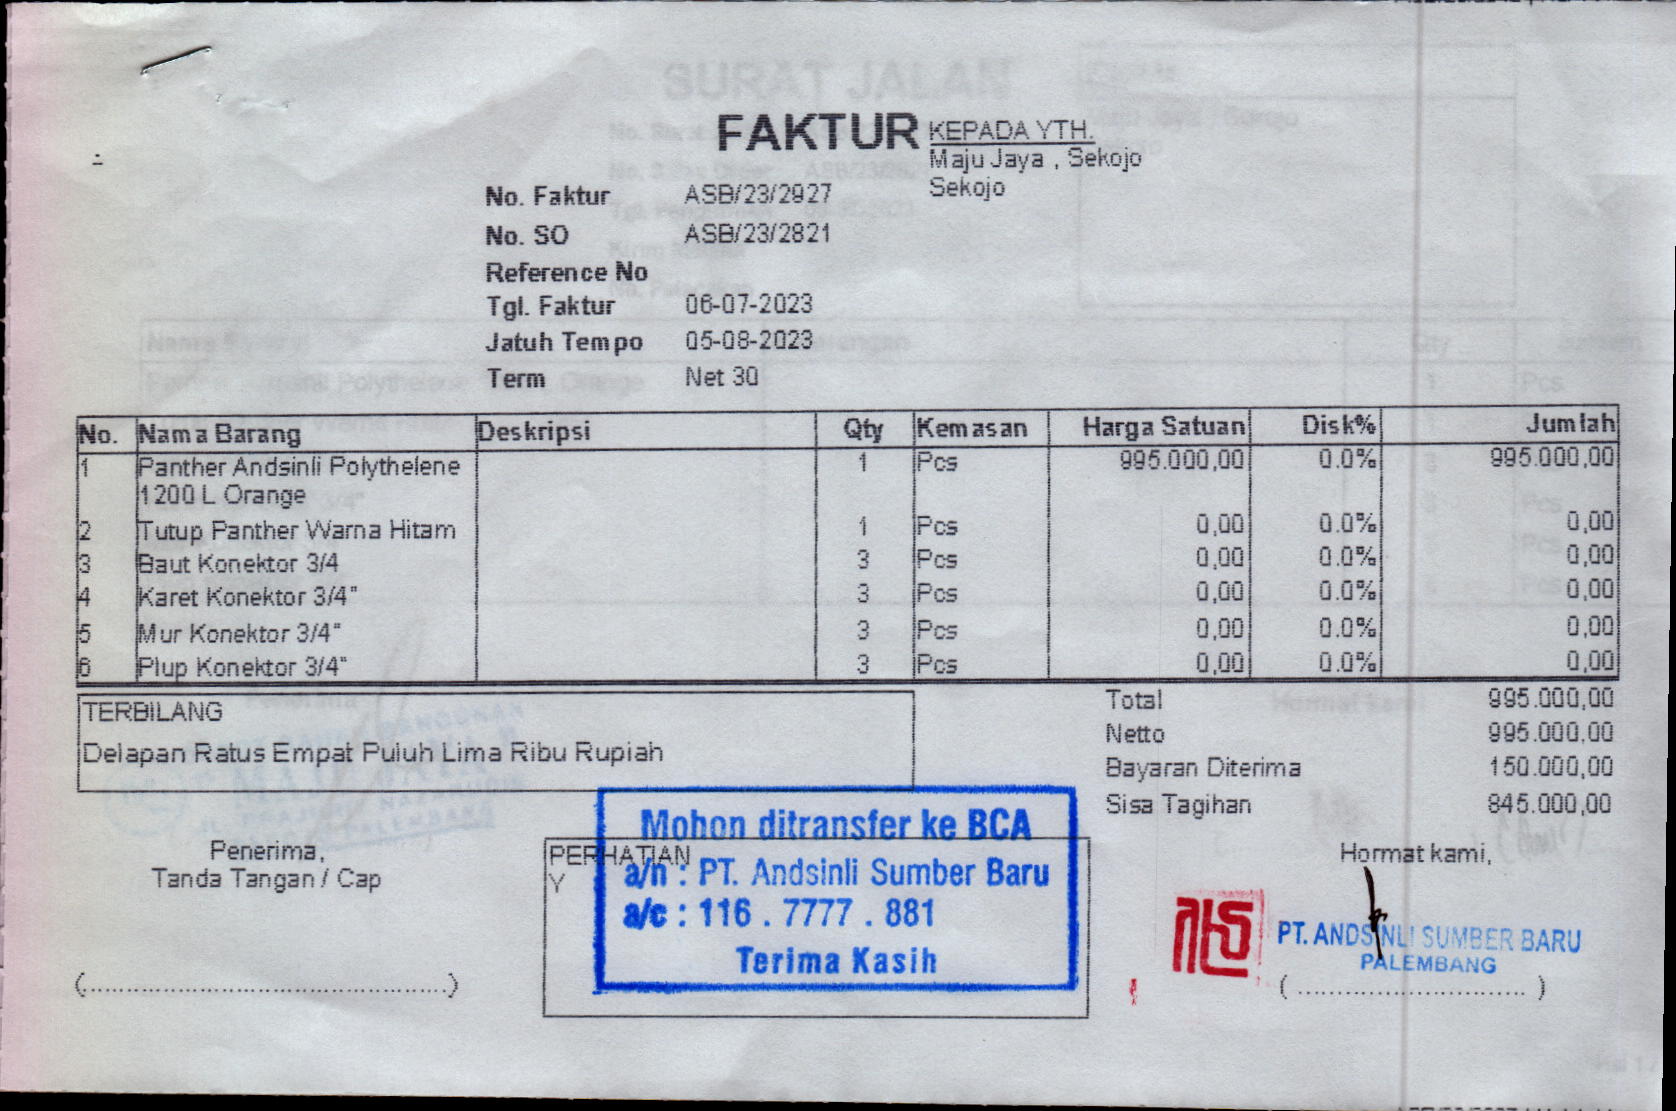 FAKTUR
KEPADA YTH.
Maju Jaya , Sekojo
Sekojo
No. Faktur ASB/23/2927
No. SO ASB/23/2821
Reference No
Tgl. Faktur 06-07-2023
Jatuh Tempo 05-08-2023
Term Net 30
No. Nama Barang Deskripsi Qty Kemasan Harga Satuan Disk% Jumlah
1 Panther Andsinli Polythelene 1 Pcs 995.000,00 0.0% 995.000,00
1200 L Orange
2 Tutup Panther Warna Hitam 1 Pcs 0,00 0.0% 0,00
3 Baut Konektor 3/4 3 Pcs 0,00 0.0% 0,00
4 Karet Konektor 3/4" 3 Pcs 0,00 0.0% 0,00
5 Mur Konektor 3/4" 3 Pcs 0,00 0.0% 0,00
6 Plup Konektor 3/4" 3 Pcs 0,00 0.0% 0,00
TERBILANG
Delapan Ratus Empat Puluh Lima Ribu Rupiah
Total 995.000,00
Netto 995.000,00
Bayaran Diterima 150.000,00
Sisa Tagihan 845.000,00
Penerima,
Tanda Tangan / Cap
(............................................)
PERHATIAN
Y
Mohon ditransfer ke BCA
a/n : PT. Andsinli Sumber Baru
a/c : 116 . 7777 . 881
Terima Kasih
Hormat kami,
PT. ANDSINLI SUMBER BARU
PALEMBANG
( ............................ )
SURAT JALAN